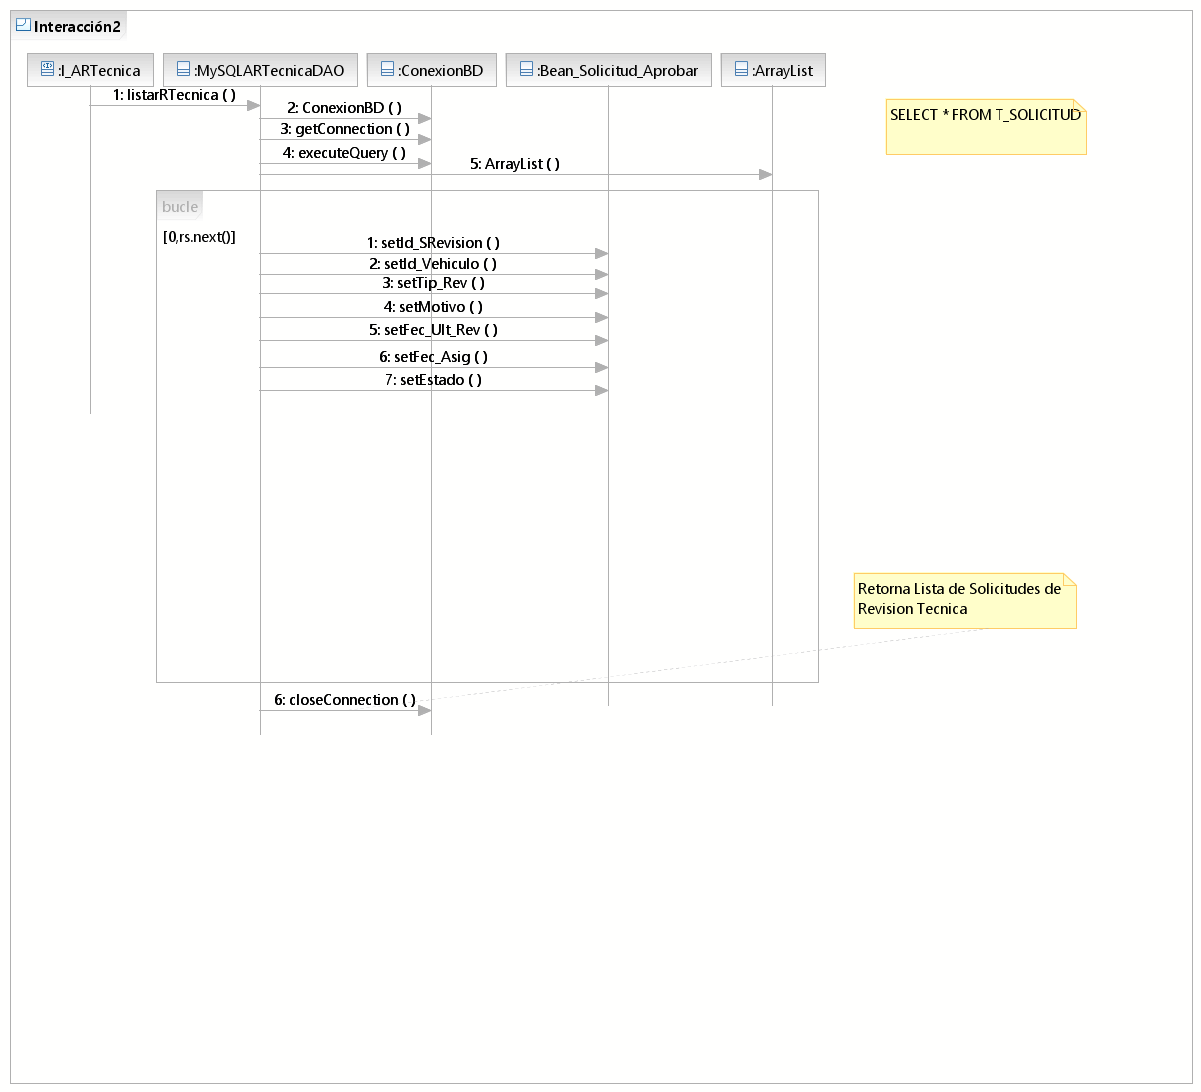 Interacción2
:I_ARTecnica
:MySQLARTecnicaDAO
:ConexionBD
:Bean_Solicitud_Aprobar
:ArrayList
1: listarRTecnica ( )
2: ConexionBD ( )
SELECT * FROM T_SOLICITUD
3: getConnection ( )
4: executeQuery ( )
5: ArrayList ( )
bucle
[0,rs.next()]
1: setId_SRevision ( )
2: setId_Vehiculo ( )
3: setTip_Rev ( )
4: setMotivo ( )
5: setFec_Ult_Rev ( )
6: setFec_Asig ( )
7: setEstado ( )
Retorna Lista de Solicitudes de
Revision Tecnica
6: closeConnection ( )